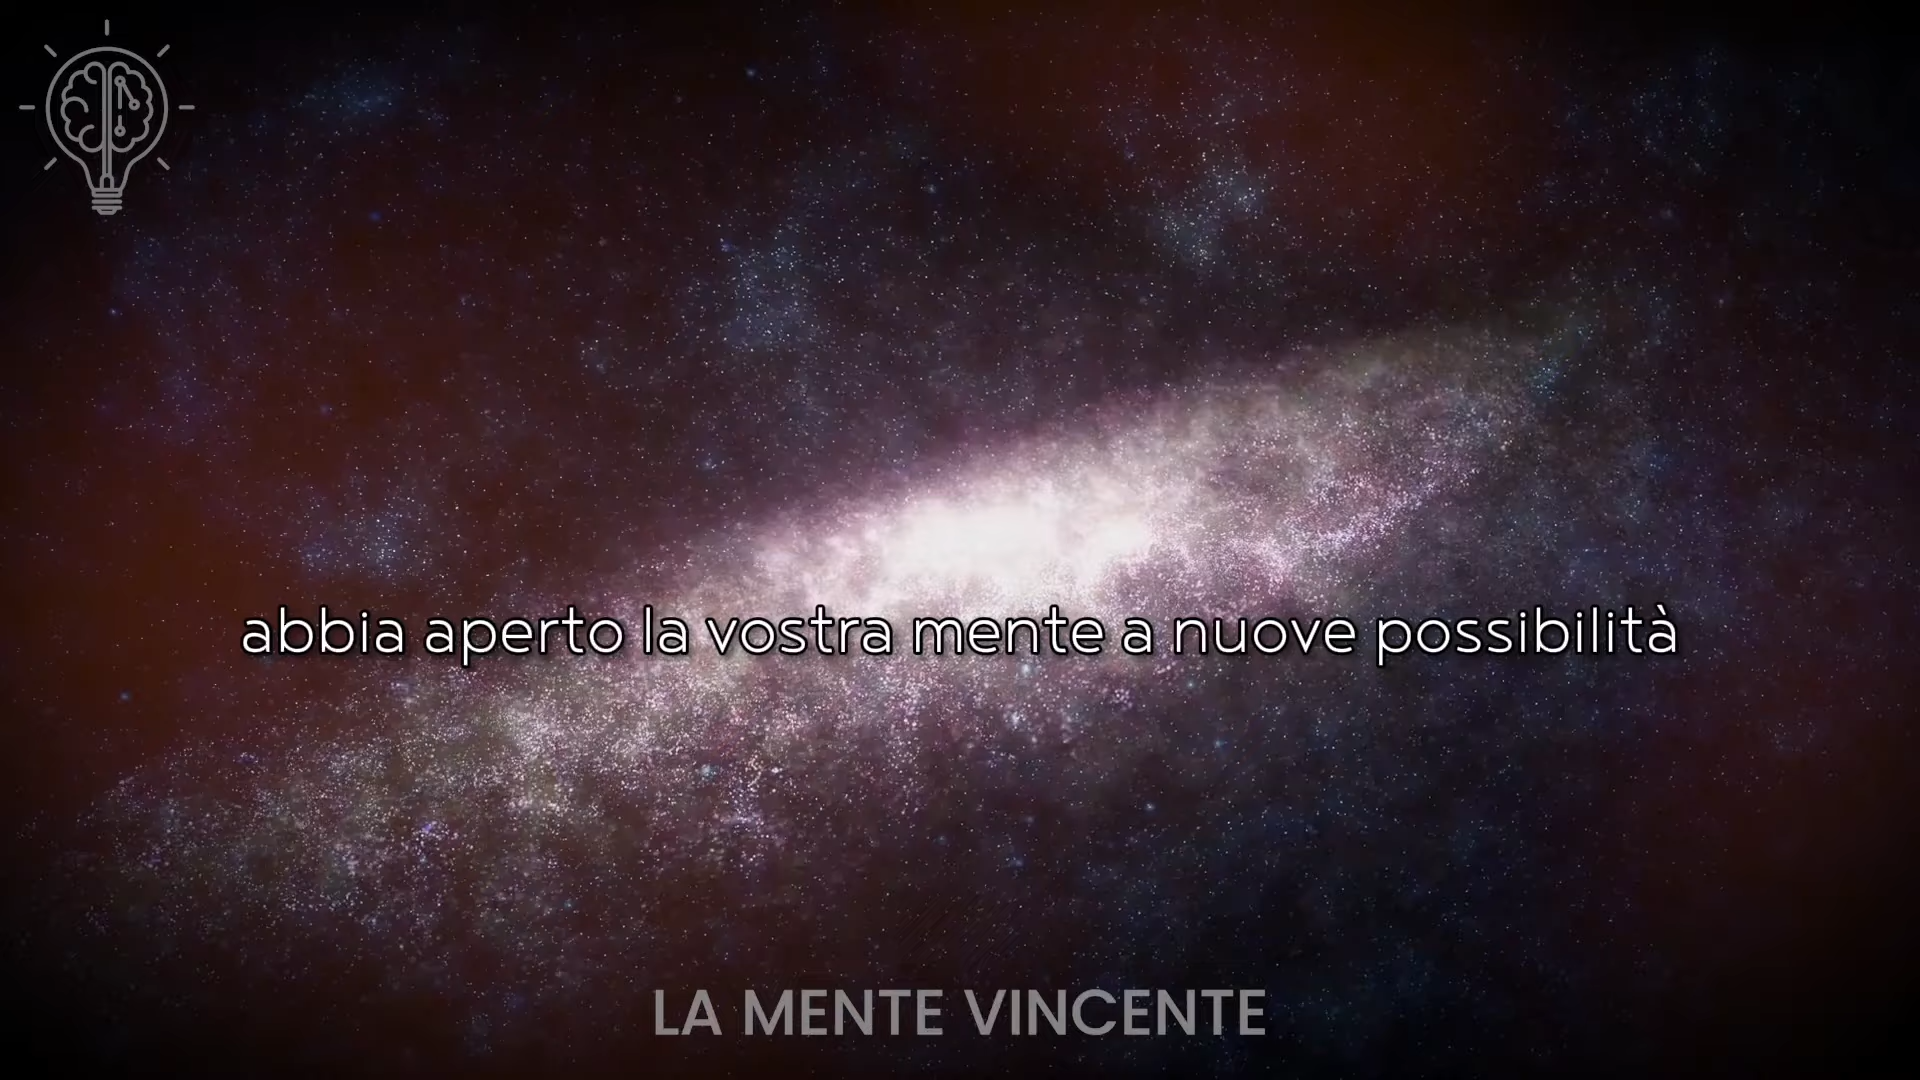 abbia aperto la vostra mente a nuove possibilità
LA MENTE VINCENTE